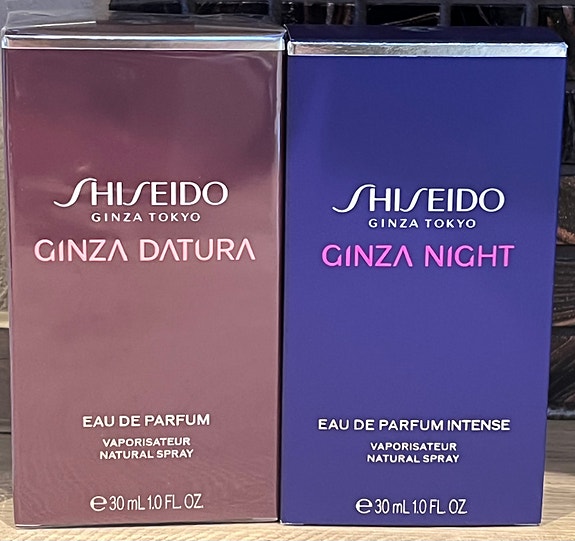 SHISEIDO
GINZA TOKYO
GINZA DATURA
EAU DE PARFUM
VAPORISATEUR
NATURAL SPRAY
℮ 30 mL 1.0 FL. OZ.
SHISEIDO
GINZA TOKYO
GINZA NIGHT
EAU DE PARFUM INTENSE
VAPORISATEUR
NATURAL SPRAY
℮ 30 mL 1.0 FL. OZ.